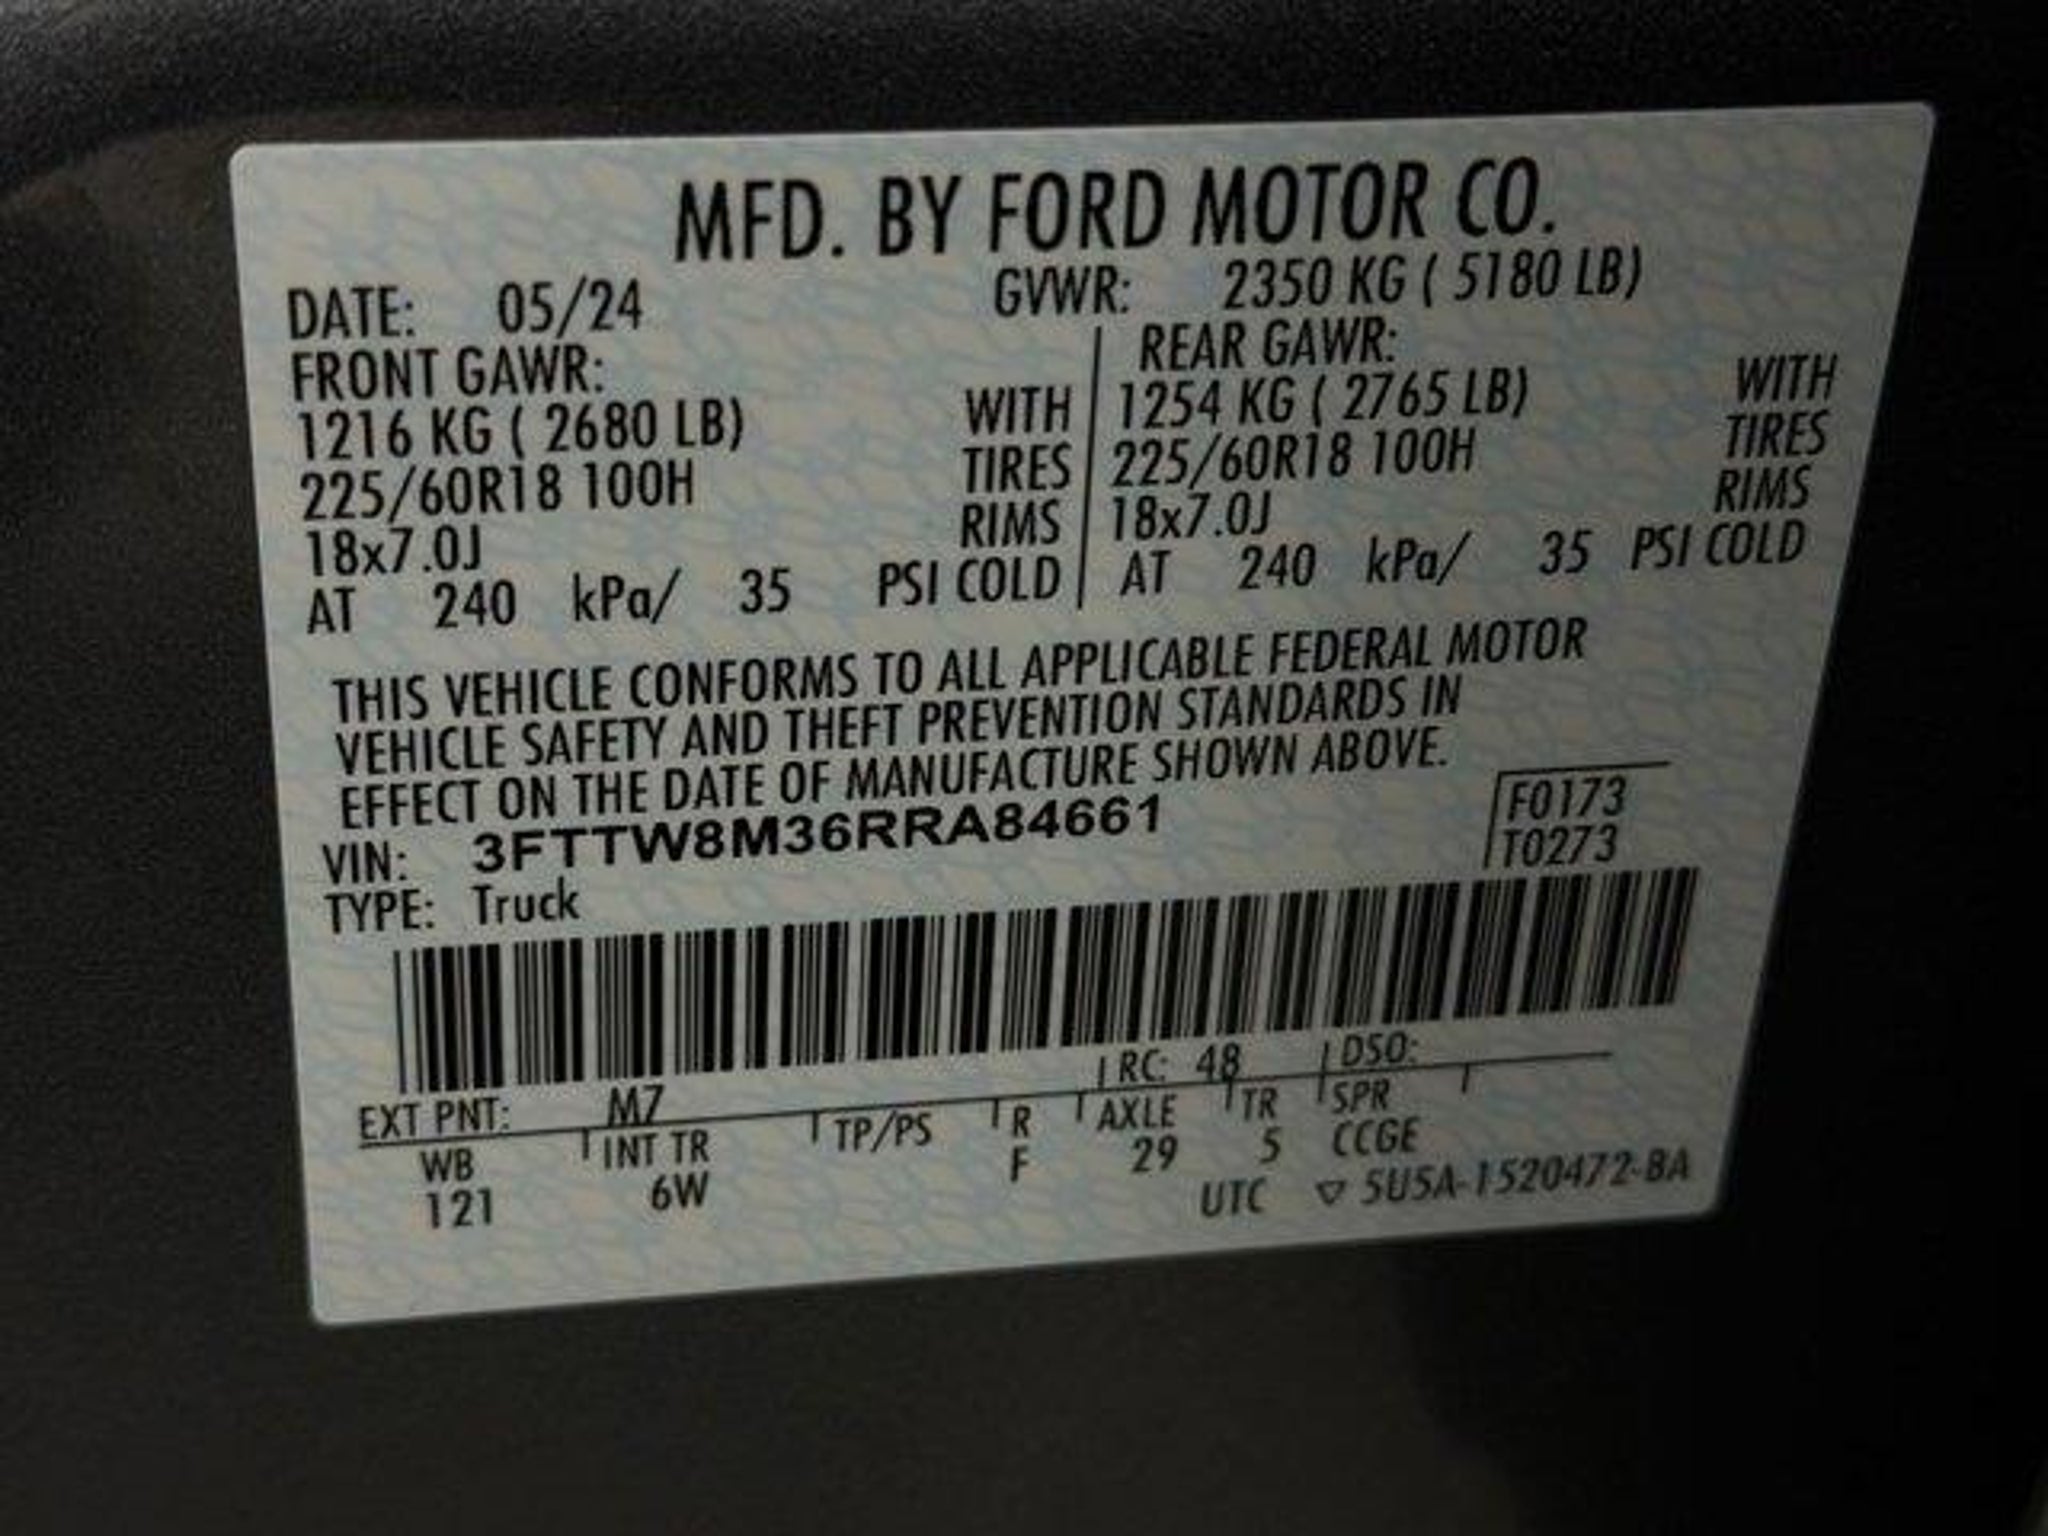 MFD. BY FORD MOTOR CO.
DATE: 05/24 GVWR: 2350 KG ( 5180 LB)
FRONT GAWR: REAR GAWR:
1216 KG ( 2680 LB) WITH 1254 KG ( 2765 LB) WITH
225/60R18 100H TIRES 225/60R18 100H TIRES
18x7.0J RIMS 18x7.0J RIMS
AT 240 kPa/ 35 PSI COLD AT 240 kPa/ 35 PSI COLD
THIS VEHICLE CONFORMS TO ALL APPLICABLE FEDERAL MOTOR
VEHICLE SAFETY AND THEFT PREVENTION STANDARDS IN
EFFECT ON THE DATE OF MANUFACTURE SHOWN ABOVE.
VIN: 3FTTW8M36RRA84661 F0173
TYPE: Truck T0273
EXT PNT: M7 RC: 48 DSO:
WB INT TR TP/PS R AXLE TR SPR
121 6W F 29 5 CCGE
UTC ▽ 5U5A-1520472-BA